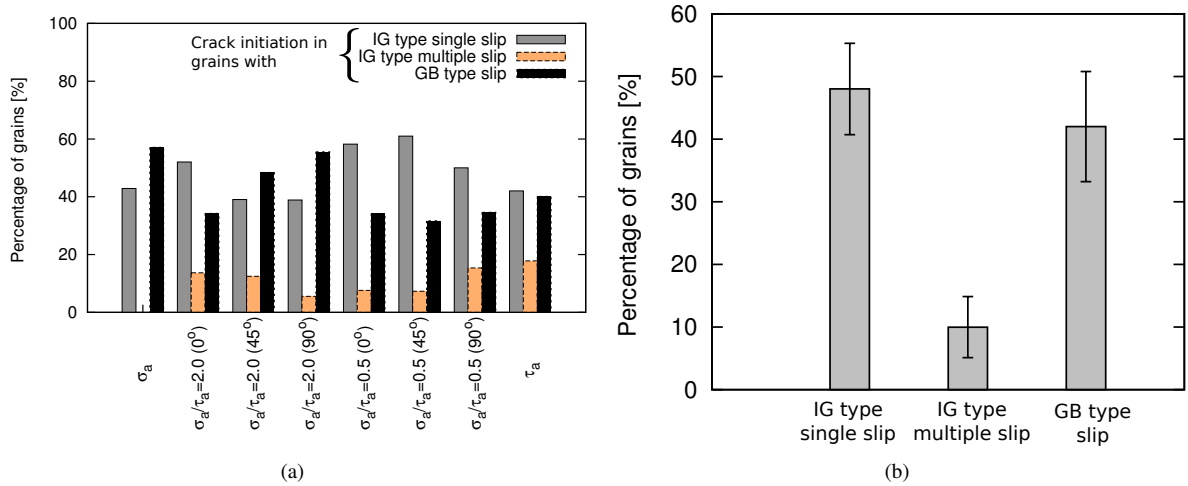 100
80
60
40
20
0
Percentage of grains [%]
Crack initiation in
grains with
IG type single slip
IG type multiple slip
GB type slip
σa
σa/τa=2.0 (0°)
σa/τa=2.0 (45°)
σa/τa=2.0 (90°)
σa/τa=0.5 (0°)
σa/τa=0.5 (45°)
σa/τa=0.5 (90°)
τa
(a)
60
50
40
30
20
10
0
Percentage of grains [%]
IG type
single slip
IG type
multiple slip
GB type
slip
(b)